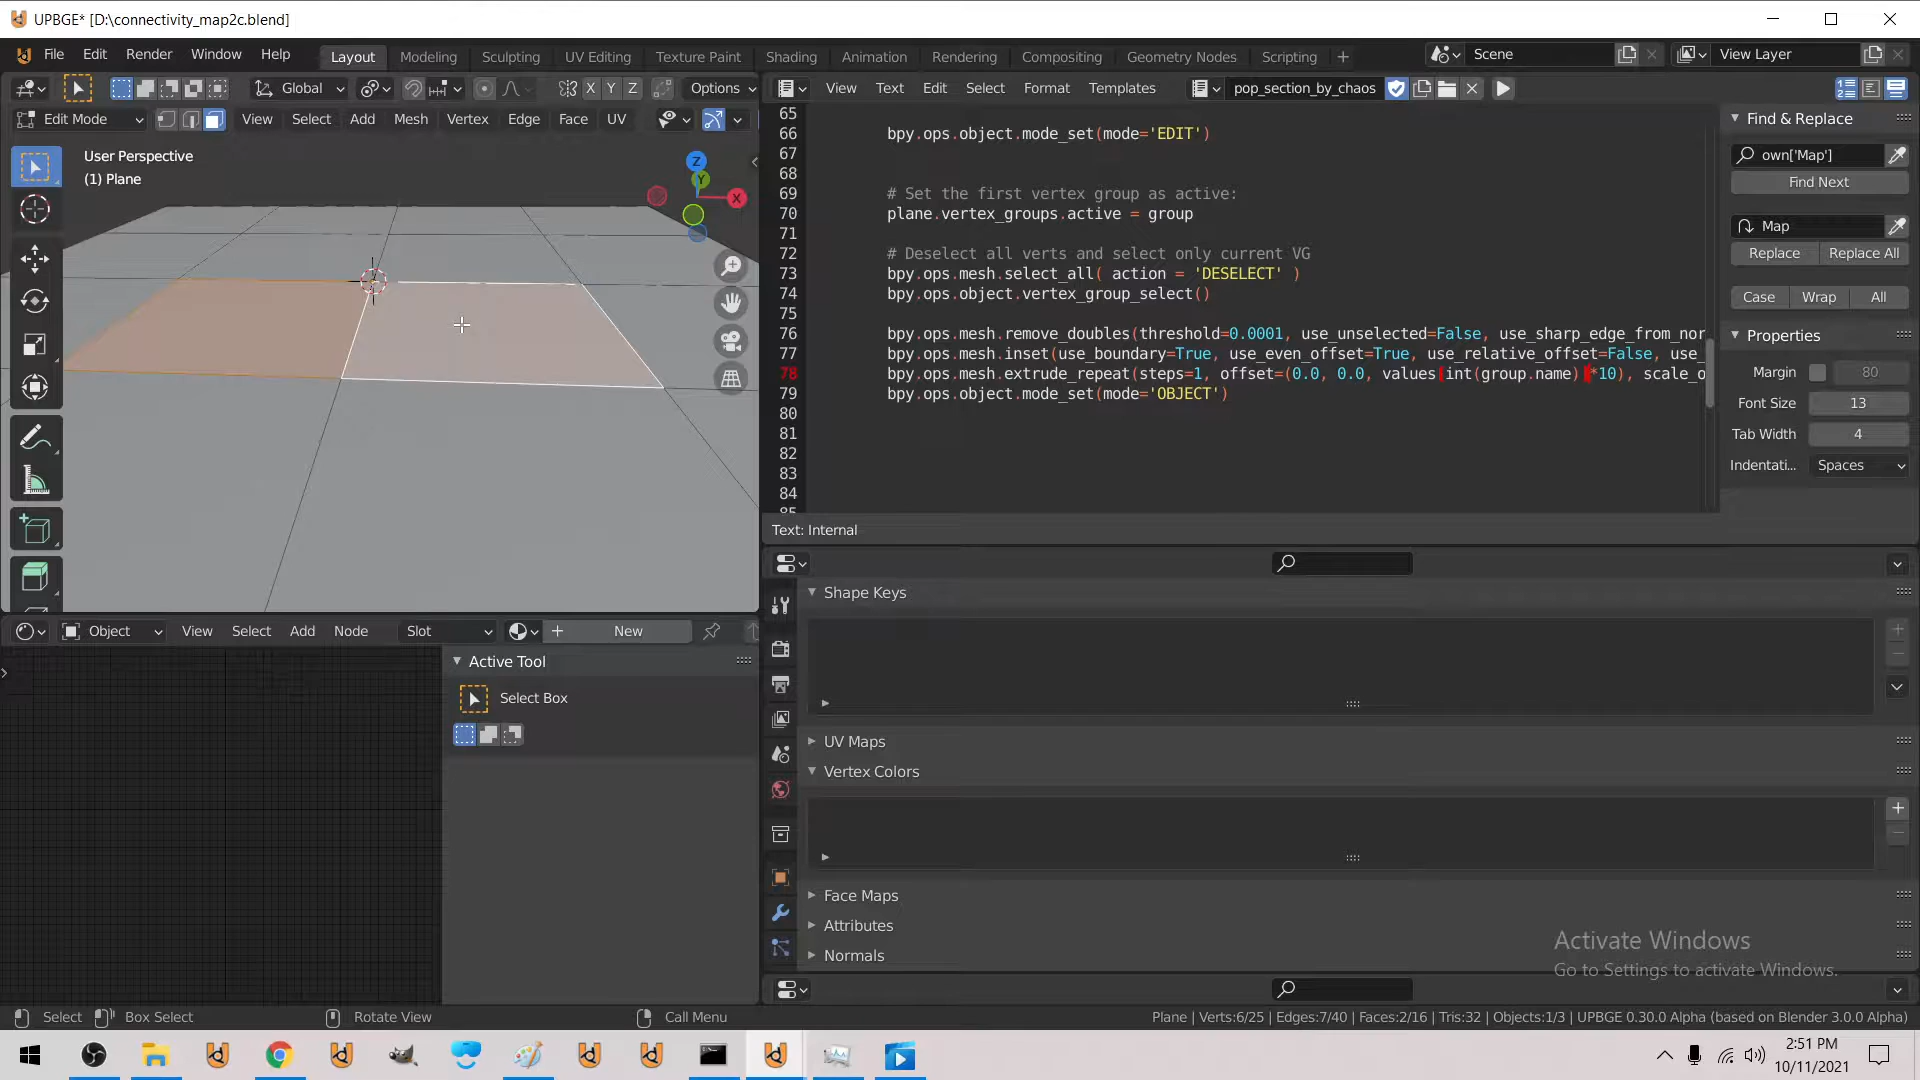 UPBGE* [D:\connectivity_map2c.blend]
File Edit Render Window Help Layout Modeling Sculpting UV Editing Texture Paint Shading Animation Rendering Compositing Geometry Nodes Scripting + Scene View Layer
Global X Y Z Options
View Text Edit Select Format Templates pop_section_by_chaos
Edit Mode View Select Add Mesh Vertex Edge Face UV
User Perspective
(1) Plane
Z
Y
X
65
66 bpy.ops.mode_set(mode='EDIT')
67
68
69 # Set the first vertex group as active:
70 plane.vertex_groups.active = group
71
72 # Deselect all verts and select only current VG
73 bpy.ops.mesh.select_all( action = 'DESELECT' )
74 bpy.ops.object.vertex_group_select()
75
76 bpy.ops.mesh.remove_doubles(threshold=0.0001, use_unselected=False, use_sharp_edge_from_nor
77 bpy.ops.mesh.inset(use_boundary=True, use_even_offset=True, use_relative_offset=False, use_
78 bpy.ops.mesh.extrude_repeat(steps=1, offset=(0.0, 0.0, values[int(group.name)]*10), scale_o
79 bpy.ops.object.mode_set(mode='OBJECT')
80
81
82
83
84
85
Text: Internal
Find & Replace
own['Map']
Find Next
Map
Replace Replace All
Case Wrap All
Properties
Margin 80
Font Size 13
Tab Width 4
Indentati... Spaces
Shape Keys
UV Maps
Vertex Colors
Face Maps
Attributes
Normals
Object View Select Add Node Slot New
Active Tool
Select Box
Activate Windows
Go to Settings to activate Windows.
Select Box Select Rotate View Call Menu Plane | Verts:6/25 | Edges:7/40 | Faces:2/16 | Tris:32 | Objects:1/3 | UPBGE 0.30.0 Alpha (based on Blender 3.0.0 Alpha)
2:51 PM
10/11/2021